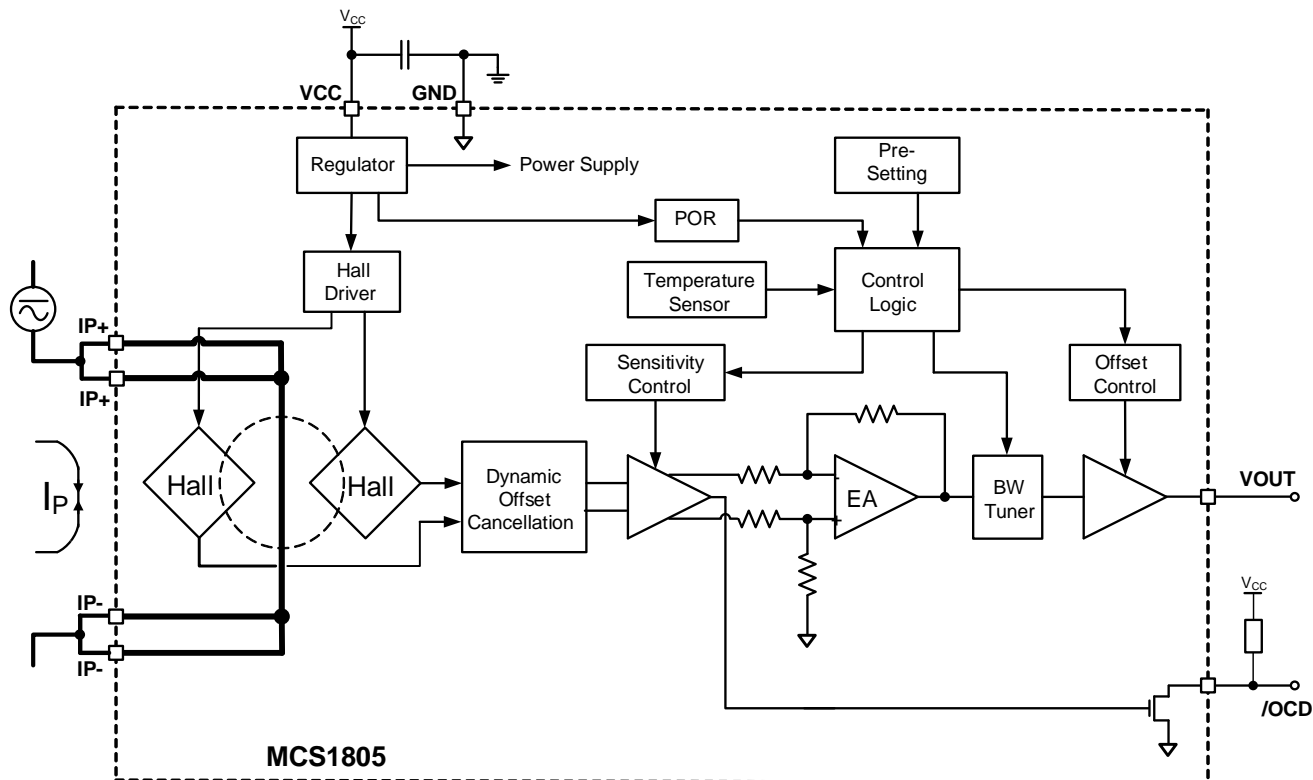 VCC
VCC
GND
Regulator
Power Supply
Pre-
Setting
POR
Hall
Driver
Temperature
Sensor
Control
Logic
IP+
IP+
Sensitivity
Control
Offset
Control
Hall
Hall
IP
Dynamic
Offset
Cancellation
-
EA
+
BW
Tuner
VOUT
IP-
IP-
VCC
/OCD
MCS1805